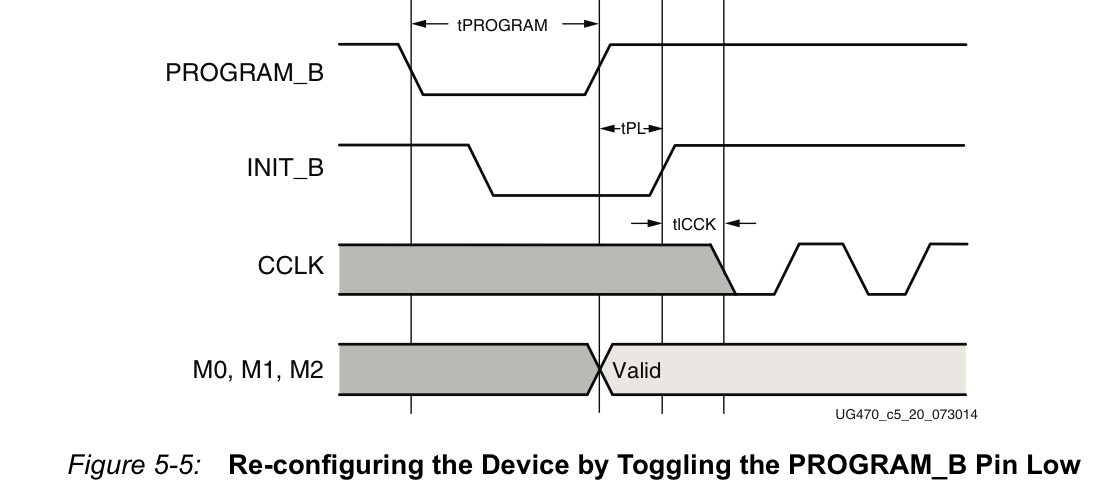 tPROGRAM
PROGRAM_B
tPL
INIT_B
tICCK
CCLK
M0, M1, M2
Valid
UG470_c5_20_073014
Figure 5-5: Re-configuring the Device by Toggling the PROGRAM_B Pin Low